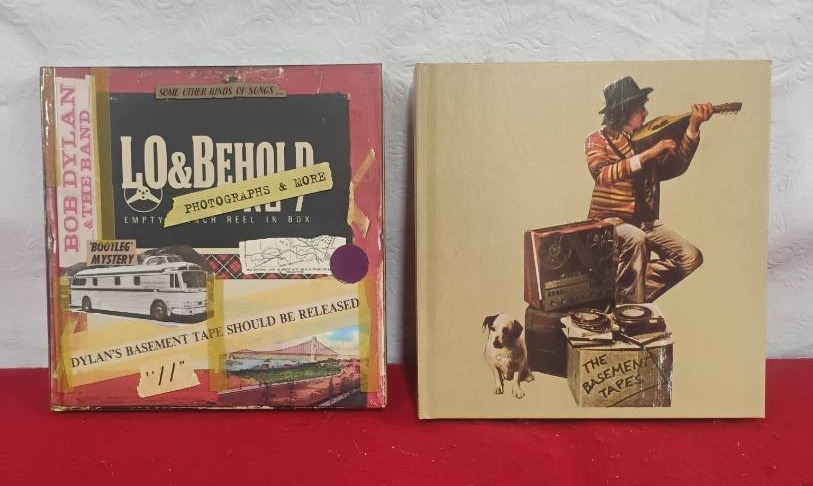 SOME OTHER KINDS OF SONGS...
BOB DYLAN
& THE BAND
LO&BEHOLD
PHOTOGRAPHS & MORE
EMPTY
REEL IN BOX
"BOOTLEG"
MYSTERY
DYLAN'S BASEMENT TAPE SHOULD BE RELEASED
"11"
THE
BASEMENT
TAPES